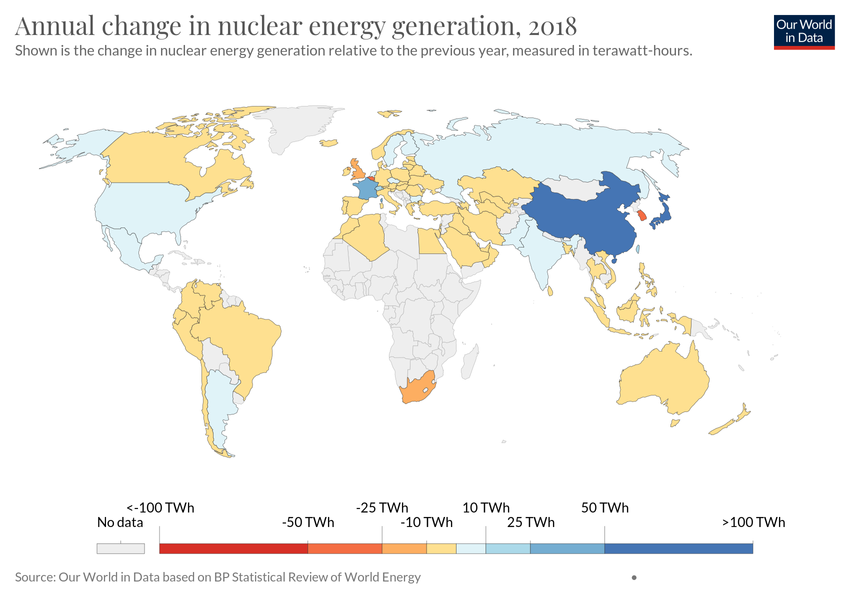 Annual change in nuclear energy generation, 2018
Our World
in Data
Shown is the change in nuclear energy generation relative to the previous year, measured in terawatt-hours.
<-100 TWh
-25 TWh
10 TWh
50 TWh
No data
-50 TWh
-10 TWh
25 TWh
>100 TWh
Source: Our World in Data based on BP Statistical Review of World Energy